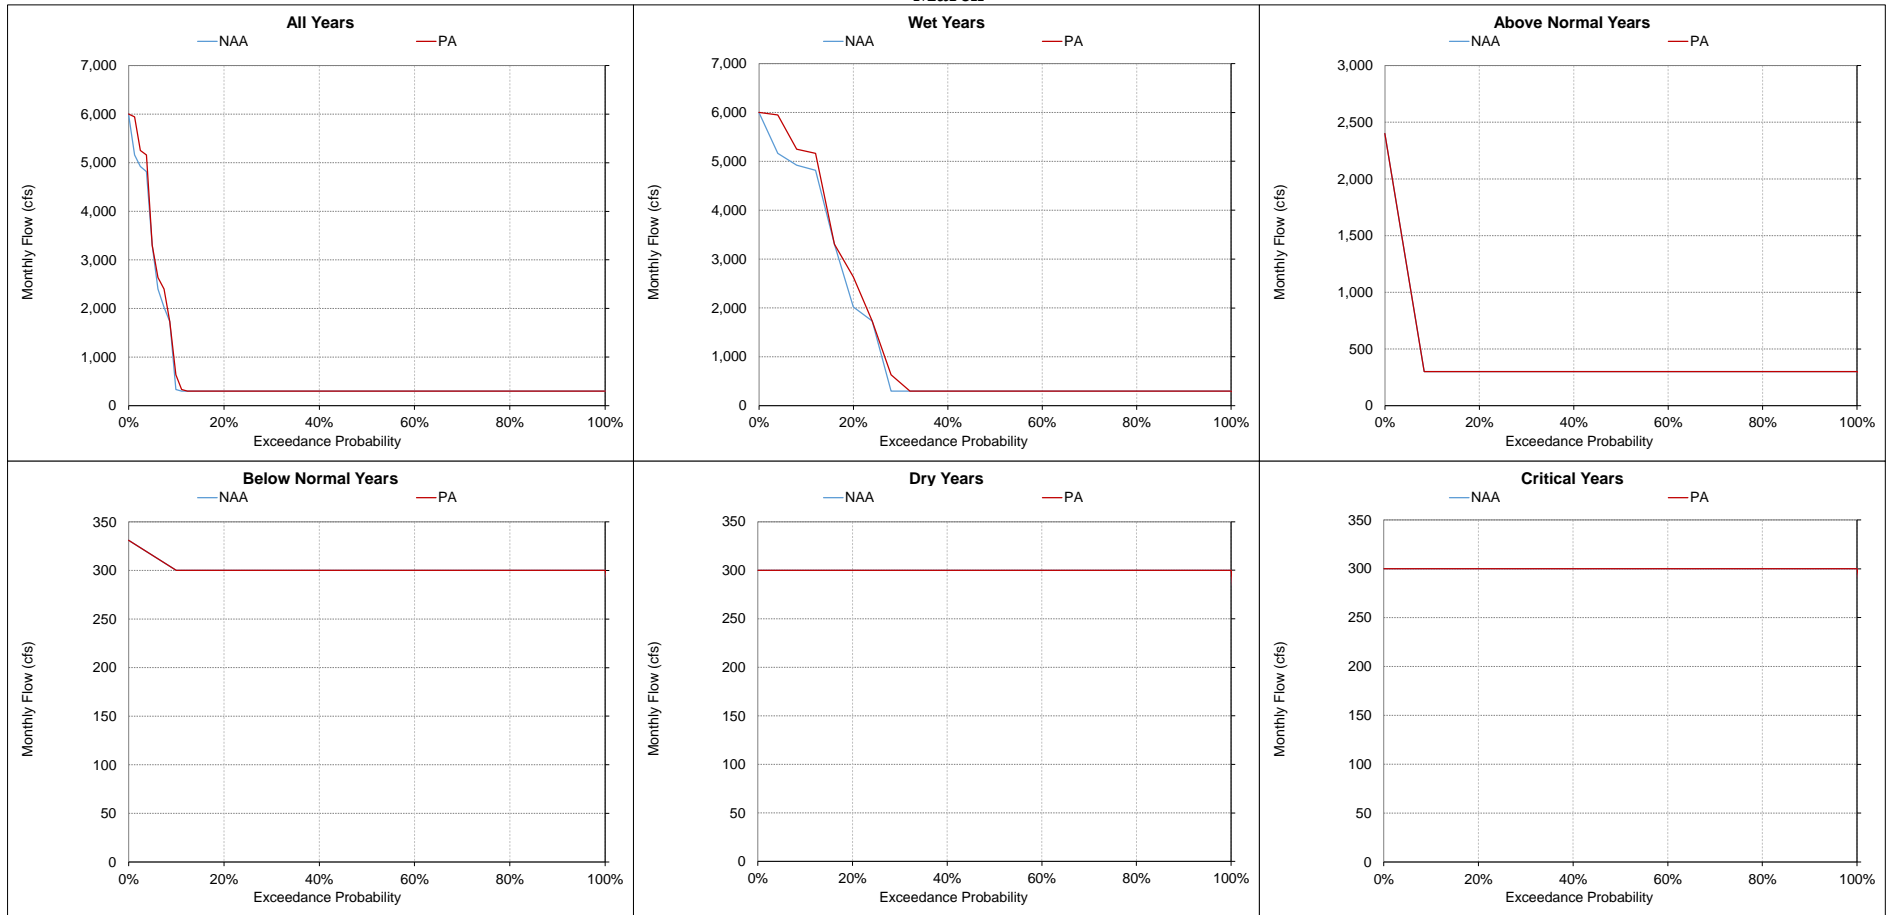 All Years
NAA PA
7,000
6,000
5,000
4,000
3,000
2,000
1,000
0
Monthly Flow (cfs)
0% 20% 40% 60% 80% 100%
Exceedance Probability
Wet Years
NAA PA
7,000
6,000
5,000
4,000
3,000
2,000
1,000
0
Monthly Flow (cfs)
0% 20% 40% 60% 80% 100%
Exceedance Probability
Above Normal Years
NAA PA
3,000
2,500
2,000
1,500
1,000
500
0
Monthly Flow (cfs)
0% 20% 40% 60% 80% 100%
Exceedance Probability
Below Normal Years
NAA PA
350
300
250
200
150
100
50
0
Monthly Flow (cfs)
0% 20% 40% 60% 80% 100%
Exceedance Probability
Dry Years
NAA PA
350
300
250
200
150
100
50
0
Monthly Flow (cfs)
0% 20% 40% 60% 80% 100%
Exceedance Probability
Critical Years
NAA PA
350
300
250
200
150
100
50
0
Monthly Flow (cfs)
0% 20% 40% 60% 80% 100%
Exceedance Probability